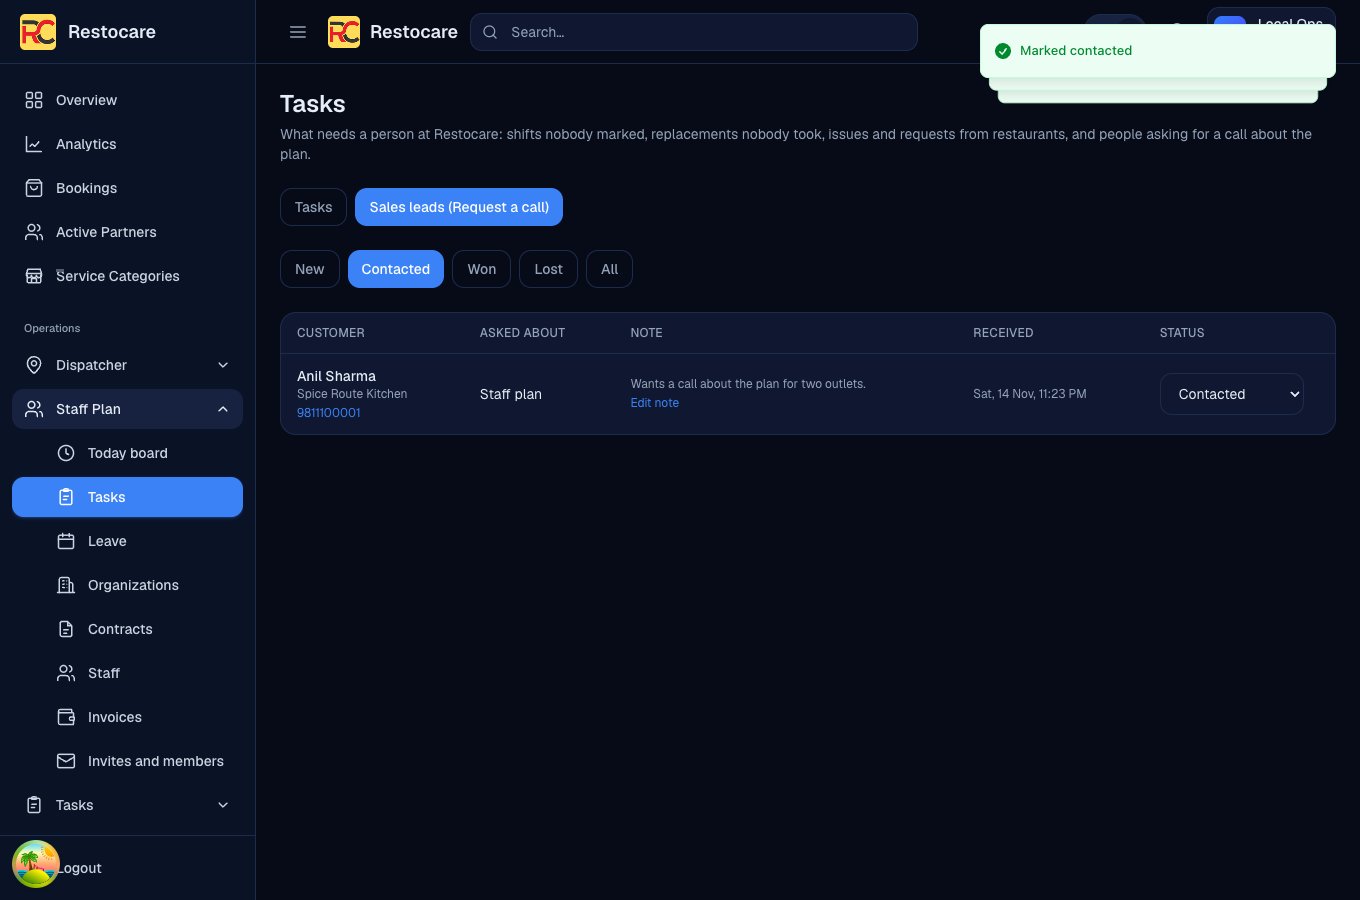 RC Restocare
RC Restocare
Search...
Local Ops
Marked contacted
Overview
Analytics
Bookings
Active Partners
Service Categories
Operations
Dispatcher
Staff Plan
Today board
Tasks
Leave
Organizations
Contracts
Staff
Invoices
Invites and members
Tasks
Logout
Tasks
What needs a person at Restocare: shifts nobody marked, replacements nobody took, issues and requests from restaurants, and people asking for a call about the
plan.
Tasks
Sales leads (Request a call)
New
Contacted
Won
Lost
All
CUSTOMER ASKED ABOUT NOTE RECEIVED STATUS
Anil Sharma
Spice Route Kitchen
9811100001
Staff plan
Wants a call about the plan for two outlets.
Edit note
Sat, 14 Nov, 11:23 PM
Contacted